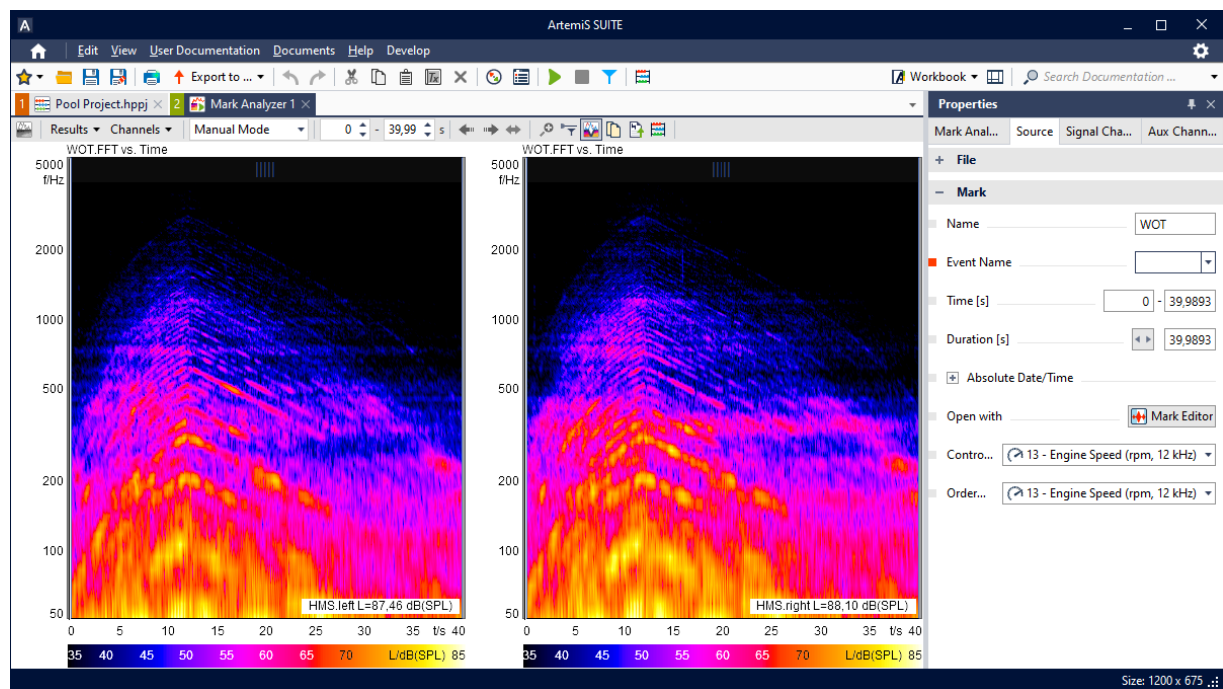 A ArtemiS SUITE
Edit View User Documentation Documents Help Develop
Export to ... Tx Workbook Search Documentation ...
1 Pool Project.hppj 2 Mark Analyzer 1
Results Channels Manual Mode 0 - 39,99 s
WOT.FFT vs. Time
5000
f/Hz
2000
1000
500
200
100
50
HMS.left L=87,46 dB(SPL)
0 5 10 15 20 25 30 35 t/s 40
35 40 45 50 55 60 65 70 L/dB(SPL) 85
WOT.FFT vs. Time
5000
f/Hz
2000
1000
500
200
100
50
HMS.right L=88,10 dB(SPL)
0 5 10 15 20 25 30 35 t/s 40
35 40 45 50 55 60 65 70 L/dB(SPL) 85
Properties
Mark Anal... Source Signal Cha... Aux Chann...
+ File
− Mark
Name WOT
Event Name
Time [s] 0 - 39,9893
Duration [s] 39,9893
+ Absolute Date/Time
Open with Mark Editor
Contro... 13 - Engine Speed (rpm, 12 kHz)
Order... 13 - Engine Speed (rpm, 12 kHz)
Size: 1200 x 675